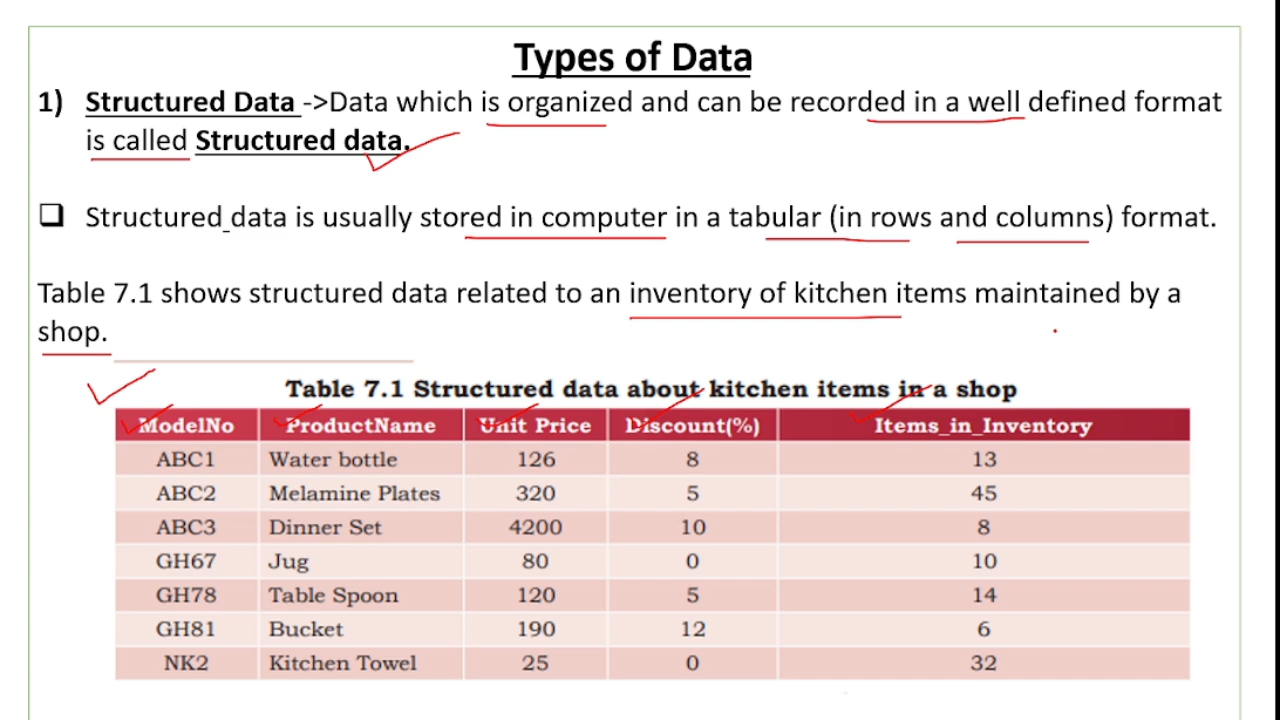 Types of Data
1) Structured Data ->Data which is organized and can be recorded in a well defined format
is called Structured data.
❑ Structured data is usually stored in computer in a tabular (in rows and columns) format.
Table 7.1 shows structured data related to an inventory of kitchen items maintained by a
shop.
Table 7.1 Structured data about kitchen items in a shop
ModelNo ProductName Unit Price Discount(%) Items_in_Inventory
ABC1 Water bottle 126 8 13
ABC2 Melamine Plates 320 5 45
ABC3 Dinner Set 4200 10 8
GH67 Jug 80 0 10
GH78 Table Spoon 120 5 14
GH81 Bucket 190 12 6
NK2 Kitchen Towel 25 0 32